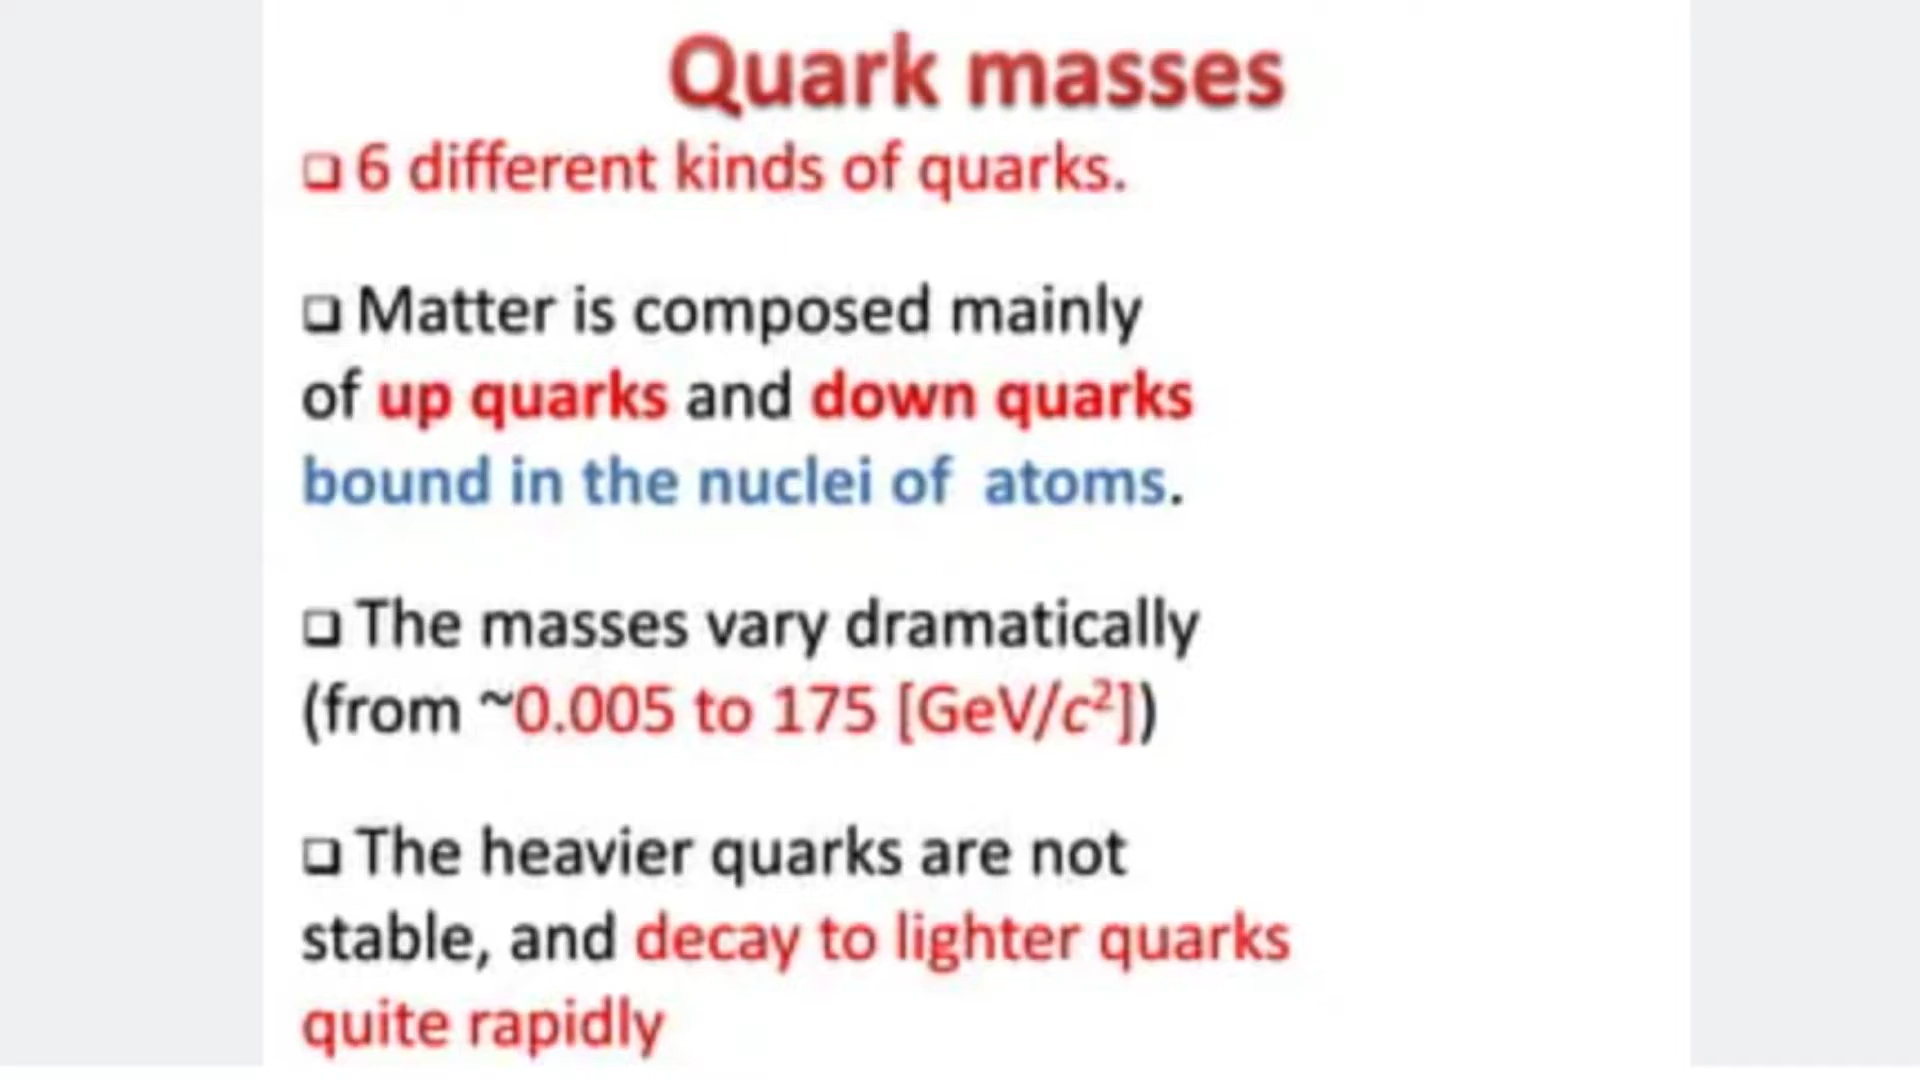 Quark masses
❑ 6 different kinds of quarks.
❑ Matter is composed mainly
of up quarks and down quarks
bound in the nuclei of atoms.
❑ The masses vary dramatically
(from ~0.005 to 175 [GeV/c²])
❑ The heavier quarks are not
stable, and decay to lighter quarks
quite rapidly